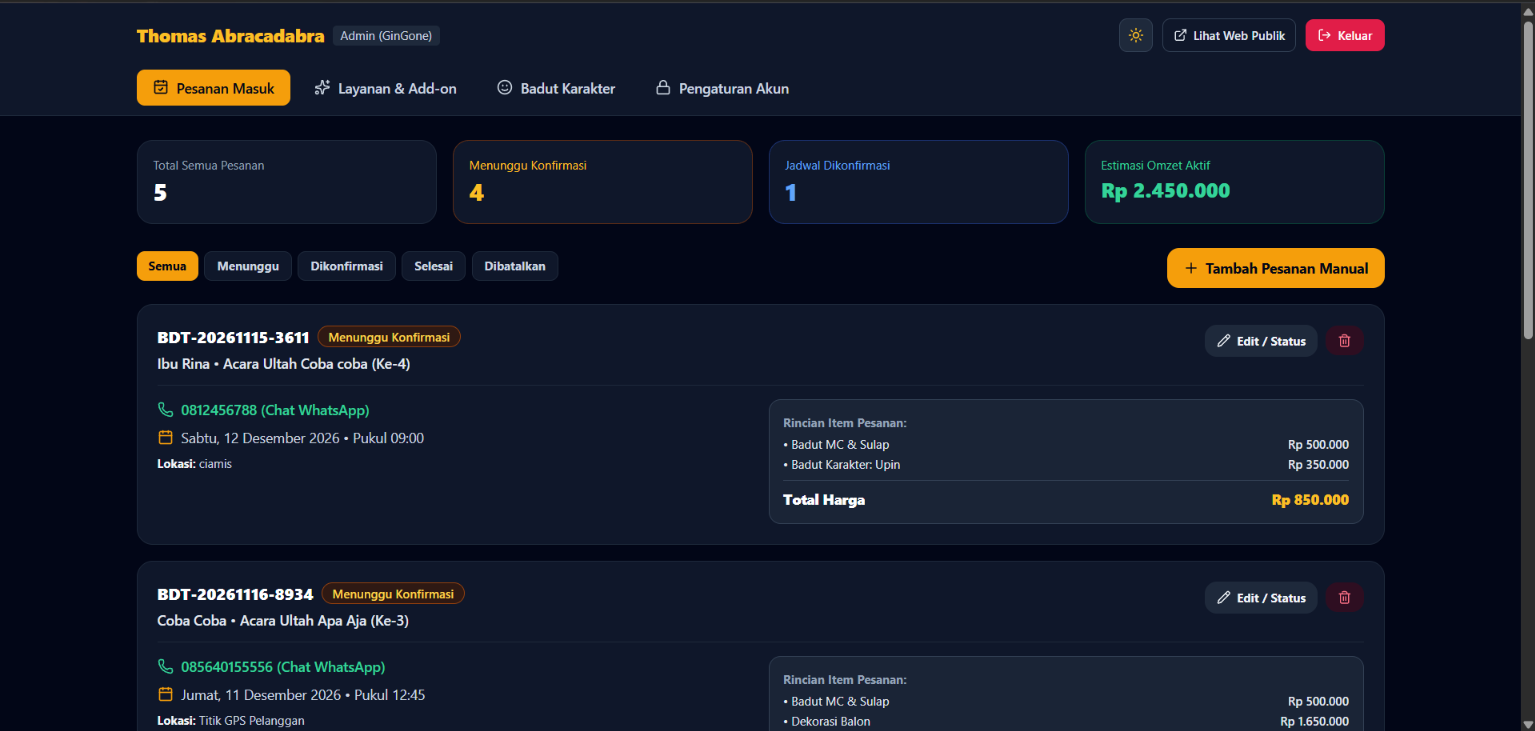 Thomas Abracadabra Admin (GinGone) Lihat Web Publik Keluar
Pesanan Masuk Layanan & Add-on Badut Karakter Pengaturan Akun
Total Semua Pesanan
5
Menunggu Konfirmasi
4
Jadwal Dikonfirmasi
1
Estimasi Omzet Aktif
Rp 2.450.000
Semua Menunggu Dikonfirmasi Selesai Dibatalkan + Tambah Pesanan Manual
BDT-20261115-3611 Menunggu Konfirmasi Edit / Status
Ibu Rina • Acara Ultah Coba coba (Ke-4)
0812456788 (Chat WhatsApp)
Sabtu, 12 Desember 2026 • Pukul 09:00
Lokasi: ciamis
Rincian Item Pesanan:
• Badut MC & Sulap Rp 500.000
• Badut Karakter: Upin Rp 350.000
Total Harga Rp 850.000
BDT-20261116-8934 Menunggu Konfirmasi Edit / Status
Coba Coba • Acara Ultah Apa Aja (Ke-3)
085640155556 (Chat WhatsApp)
Jumat, 11 Desember 2026 • Pukul 12:45
Lokasi: Titik GPS Pelanggan
Rincian Item Pesanan:
• Badut MC & Sulap Rp 500.000
• Dekorasi Balon Rp 1.650.000